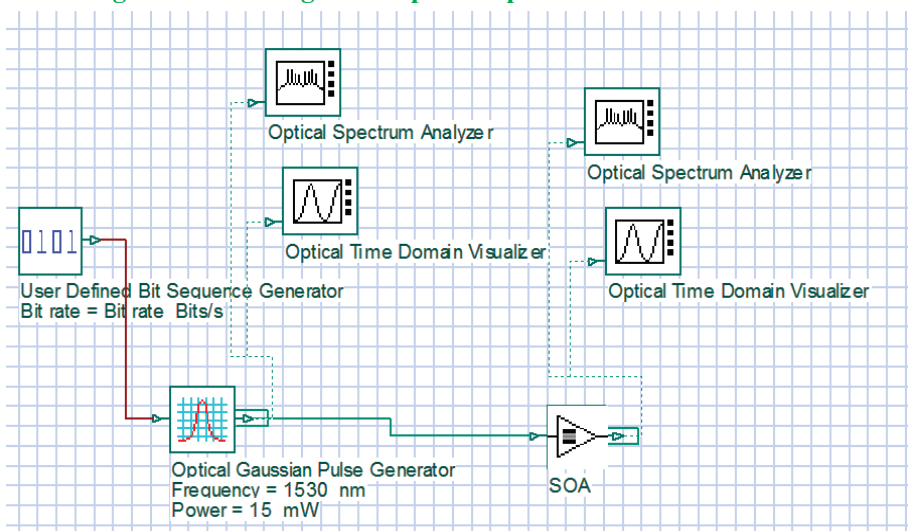 Optical Spectrum Analyzer
Optical Spectrum Analyzer
Optical Time Domain Visualizer
0101
User Defined Bit Sequence Generator
Bit rate = Bit rate Bits/s
Optical Time Domain Visualizer
Optical Gaussian Pulse Generator
Frequency = 1530 nm
Power = 15 mW
SOA